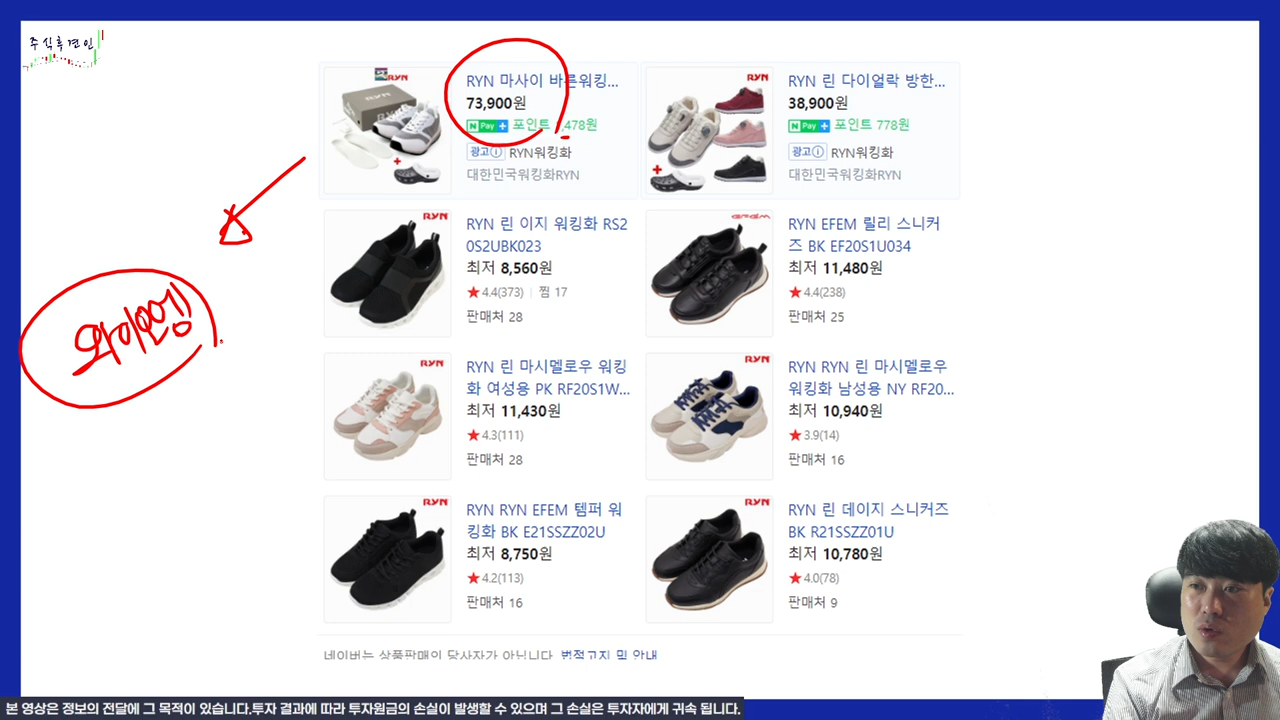 주식후견인
RYN
RYN 마사이 바른워킹...
73,900원
N Pay + 포인트 1,478원
광고 RYN워킹화
대한민국워킹화RYN
RYN
RYN 린 다이얼락 방한...
38,900원
N Pay + 포인트 778원
광고 RYN워킹화
대한민국워킹화RYN
RYN
RYN 린 이지 워킹화 RS2
0S2UBK023
최저 8,560원
★ 4.4(373) | 찜 17
판매처 28
EFEM
RYN EFEM 릴리 스니커
즈 BK EF20S1U034
최저 11,480원
★ 4.4(238)
판매처 25
와이오엠
RYN
RYN 린 마시멜로우 워킹
화 여성용 PK RF20S1W...
최저 11,430원
★ 4.3(111)
판매처 28
RYN
RYN RYN 린 마시멜로우
워킹화 남성용 NY RF20...
최저 10,940원
★ 3.9(14)
판매처 16
RYN
RYN RYN EFEM 템퍼 워
킹화 BK E21SSZZ02U
최저 8,750원
★ 4.2(113)
판매처 16
RYN
RYN 린 데이지 스니커즈
BK R21SSZZ01U
최저 10,780원
★ 4.0(78)
판매처 9
네이버는 상품판매의 당사자가 아닙니다. 법적고지 및 안내
본 영상은 정보의 전달에 그 목적이 있습니다.투자 결과에 따라 투자원금의 손실이 발생할 수 있으며 그 손실은 투자자에게 귀속 됩니다.